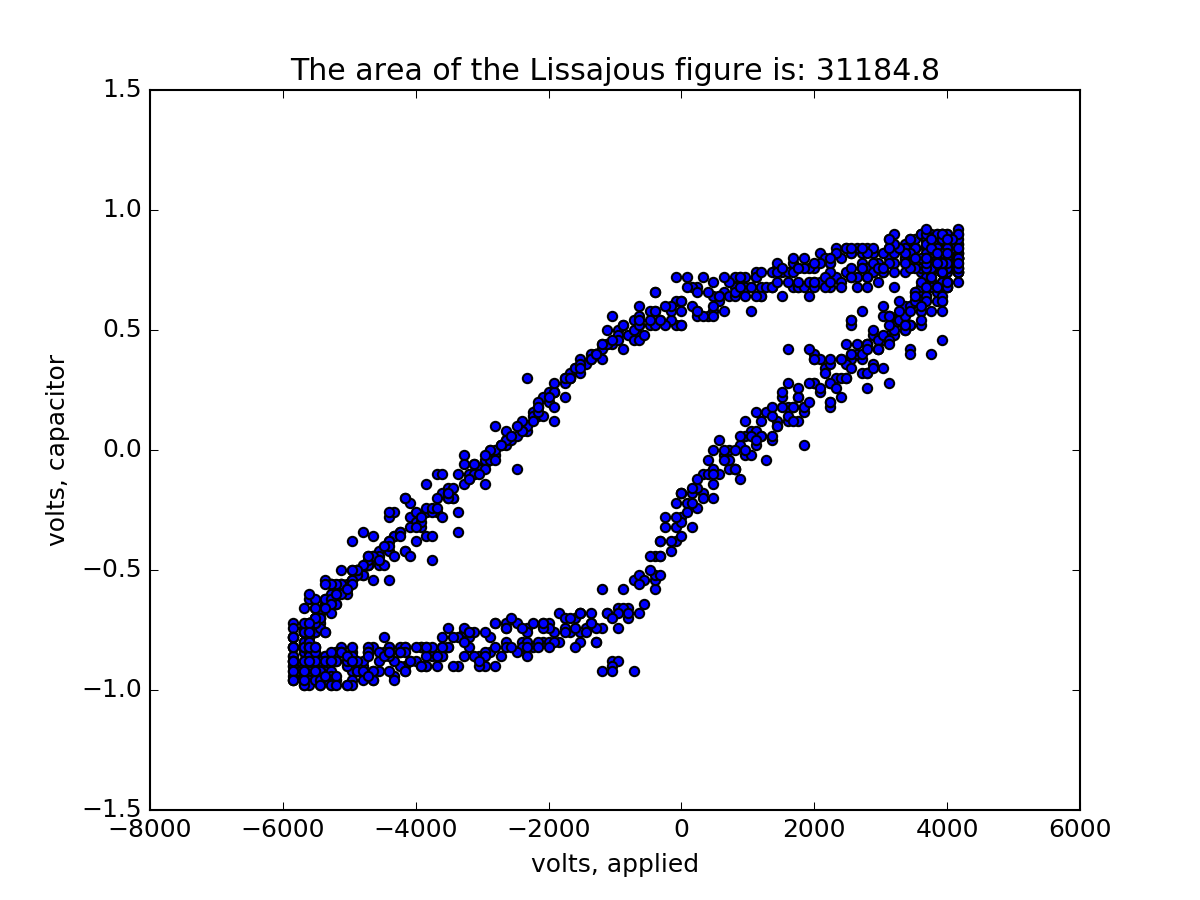 The area of the Lissajous figure is: 31184.8
1.5
1.0
0.5
0.0
−0.5
−1.0
−1.5
volts, capacitor
−8000 −6000 −4000 −2000 0 2000 4000 6000
volts, applied